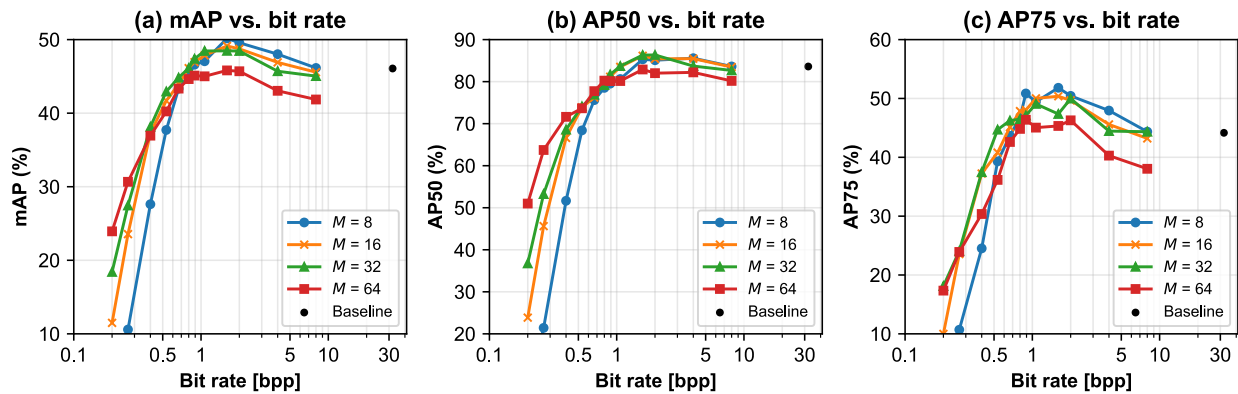 (a) mAP vs. bit rate
mAP (%)
50
40
30
20
10
0.1
0.5
1
5
10
30
Bit rate [bpp]
M = 8
M = 16
M = 32
M = 64
Baseline
(b) AP50 vs. bit rate
AP50 (%)
90
80
70
60
50
40
30
20
0.1
0.5
1
5
10
30
Bit rate [bpp]
M = 8
M = 16
M = 32
M = 64
Baseline
(c) AP75 vs. bit rate
AP75 (%)
60
50
40
30
20
10
0.1
0.5
1
5
10
30
Bit rate [bpp]
M = 8
M = 16
M = 32
M = 64
Baseline